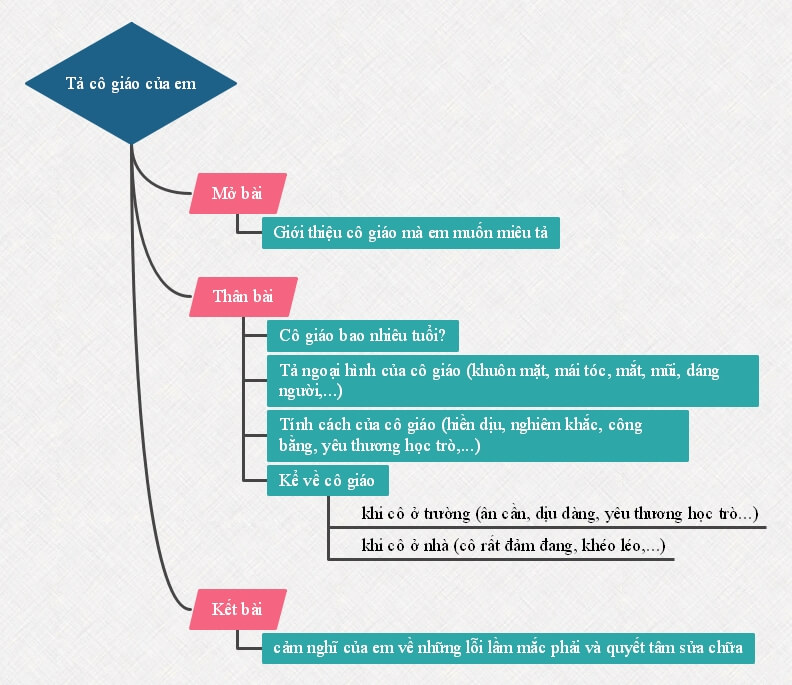 Tả cô giáo của em
Mở bài
Giới thiệu cô giáo mà em muốn miêu tả
Thân bài
Cô giáo bao nhiêu tuổi?
Tả ngoại hình của cô giáo (khuôn mặt, mái tóc, mắt, mũi, dáng
người,...)
Tính cách của cô giáo (hiền dịu, nghiêm khắc, công
bằng, yêu thương học trò,...)
Kể về cô giáo
khi cô ở trường (ân cần, dịu dàng, yêu thương học trò...)
khi cô ở nhà (cô rất đảm đang, khéo léo,...)
Kết bài
cảm nghĩ của em về những lỗi lầm mắc phải và quyết tâm sửa chữa